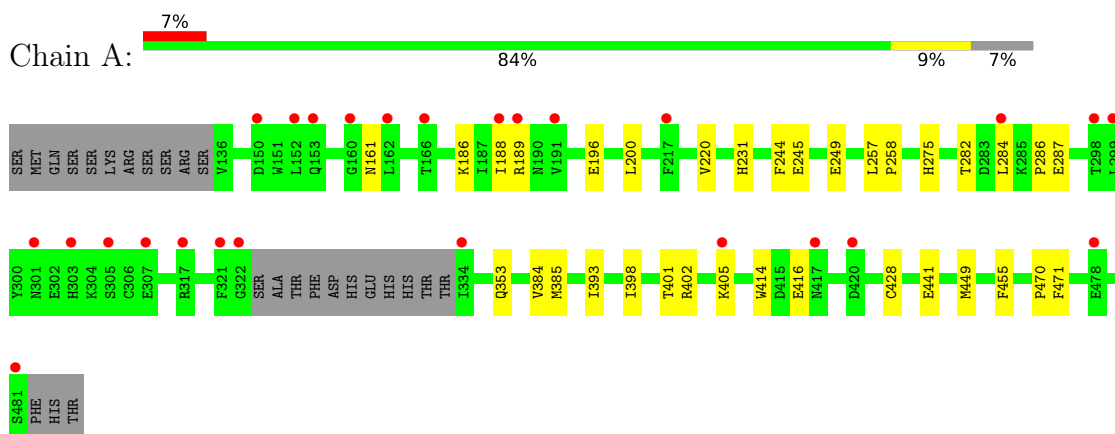 7%
Chain A:
84% 9% 7%
SER MET GLN SER SER LYS ARG SER SER ARG SER V136 D150 W151 L152 Q153 G160 N161 L162 T166 K186 I187 I188 R189 N190 V191 E196 L200 F217 V220 H231 F244 E245 E249 L257 P258 H275 T282 D283 L284 K285 P286 E287 T298 L299
Y300 N301 E302 H303 K304 S305 C306 E307 R317 F321 G322 SER ALA THR PHE ASP HIS GLU HIS HIS THR THR I334 Q353 V384 M385 I393 I398 T401 R402 K405 W414 D415 E416 N417 D420 C428 E441 M449 F455 P470 F471 E478
S481 PHE HIS THR